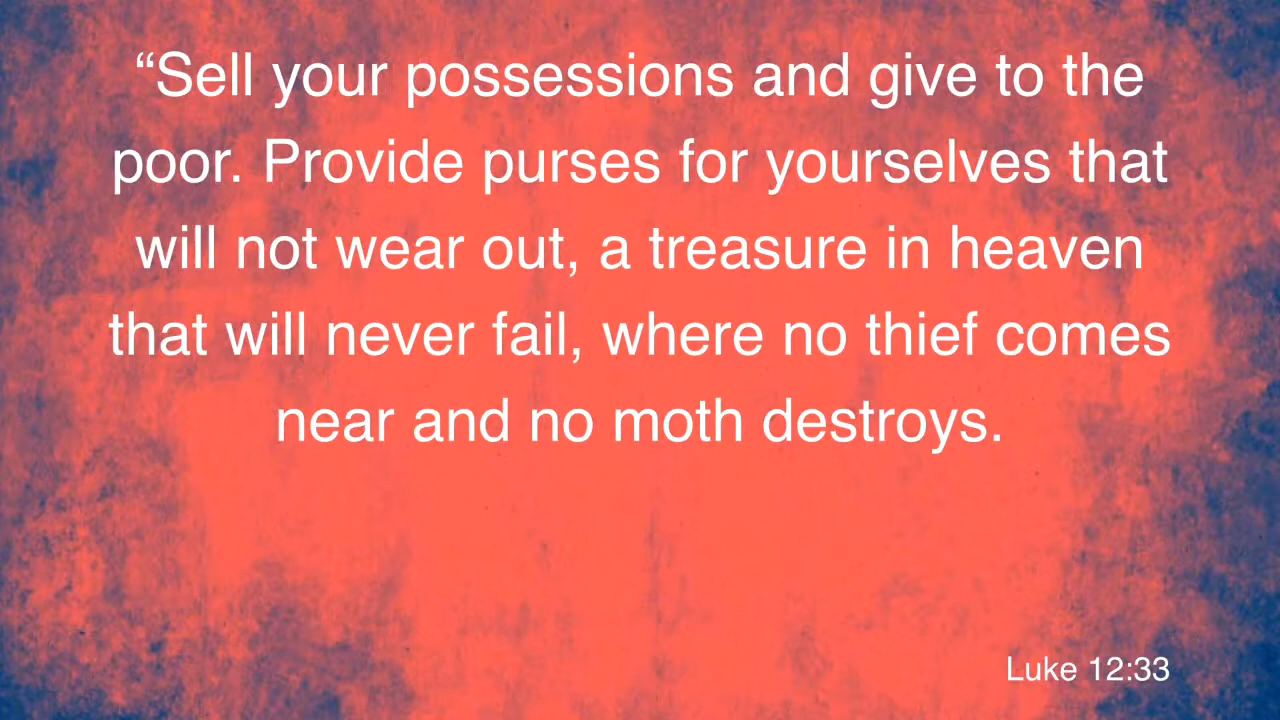 “Sell your possessions and give to the
poor. Provide purses for yourselves that
will not wear out, a treasure in heaven
that will never fail, where no thief comes
near and no moth destroys.
Luke 12:33